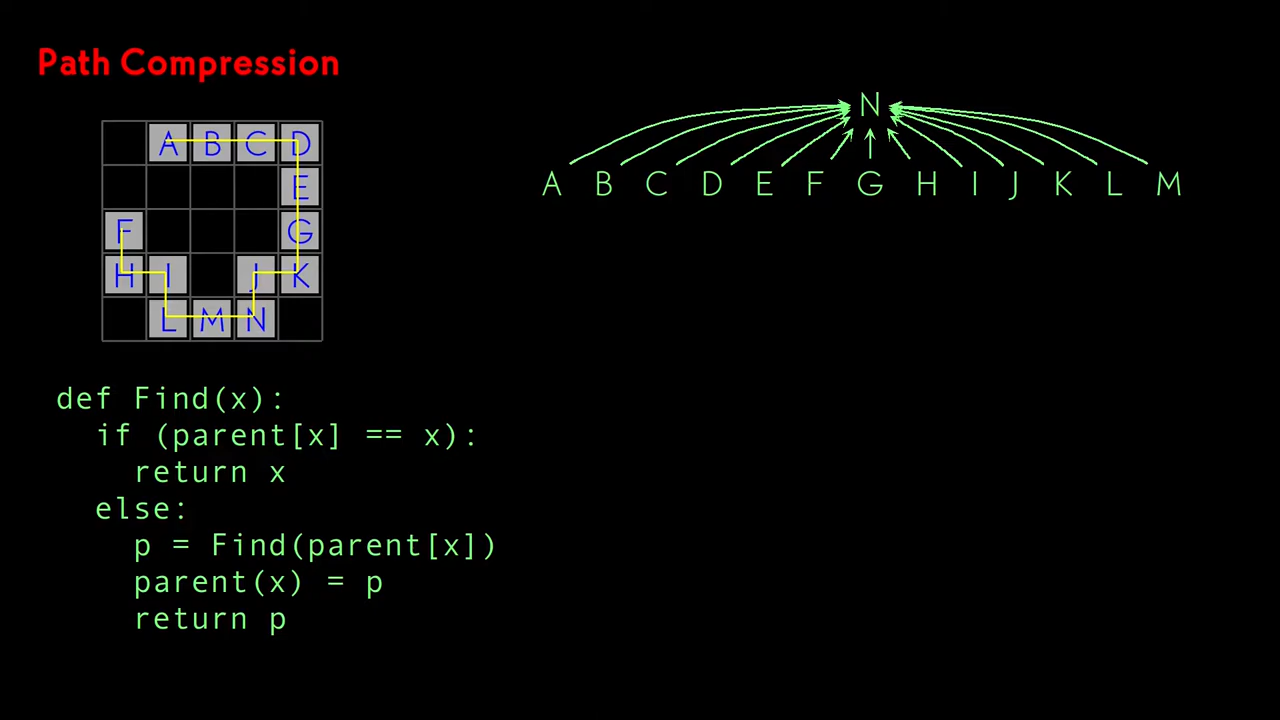 Path Compression
A B C D
E
F G
H I J K
L M N
N
A B C D E F G H I J K L M
def Find(x):
if (parent[x] == x):
return x
else:
p = Find(parent[x])
parent(x) = p
return p